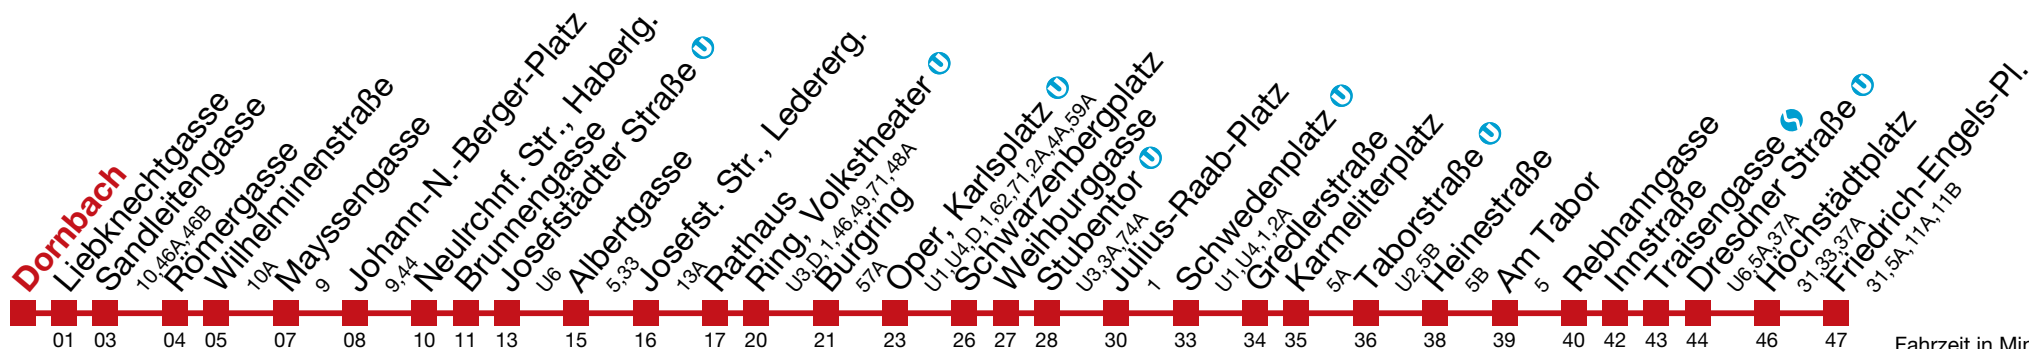 Dornbach
Liebknechtgasse
Sandleitengasse
10,46A,46B
Römergasse
Wilhelminenstraße
10A
Mayssengasse
9
Johann-N.-Berger-Platz
9,44
Neulrchnf. Str., Haberlg.
Brunnengasse
Josefstädter Straße
U6
Albertgasse
5,33
Josefst. Str., Ledererg.
13A
Rathaus
Ring, Volkstheater
U3,D,1,46,49,71,48A
Burgring
57A
Oper, Karlsplatz
U1,U4,D,1,62,71,2A,4A,59A
Schwarzenbergplatz
Weihburggasse
Stubentor
U3,3A,74A
Julius-Raab-Platz
1
Schwedenplatz
U1,U4,1,2A
Gredlerstraße
Karmeliterplatz
5A
Taborstraße
U2,5B
Heinestraße
5B
Am Tabor
5
Rebhanngasse
Innstraße
Traisengasse
Dresdner Straße
U6,5A,37A
Höchstädtplatz
31,33,37A
Friedrich-Engels-Pl.
31,5A,11A,11B
01 03 04 05 07 08 10 11 13 15 16 17 20 21 23 26 27 28 30 33 34 35 36 38 39 40 42 43 44 46 47
Fahrzeit in Min